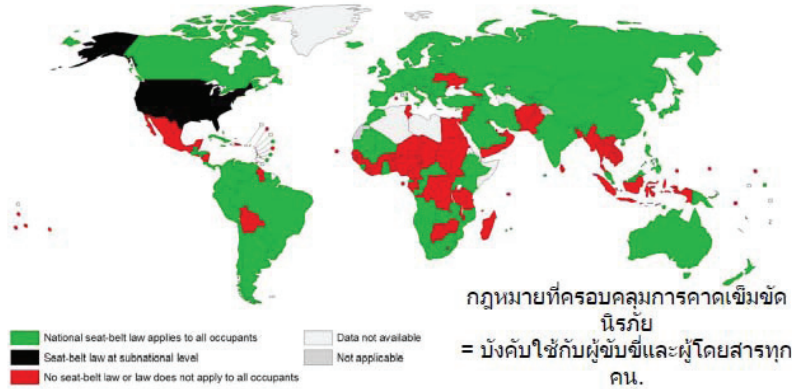 กฎหมายที่ครอบคลุมการคาดเข็มขัด
นิรภัย
= บังคับใช้กับผู้ขับขี่และผู้โดยสารทุก
คน.
National seat-belt law applies to all occupants
Seat-belt law at subnational level
No seat-belt law or law does not apply to all occupants
Data not available
Not applicable